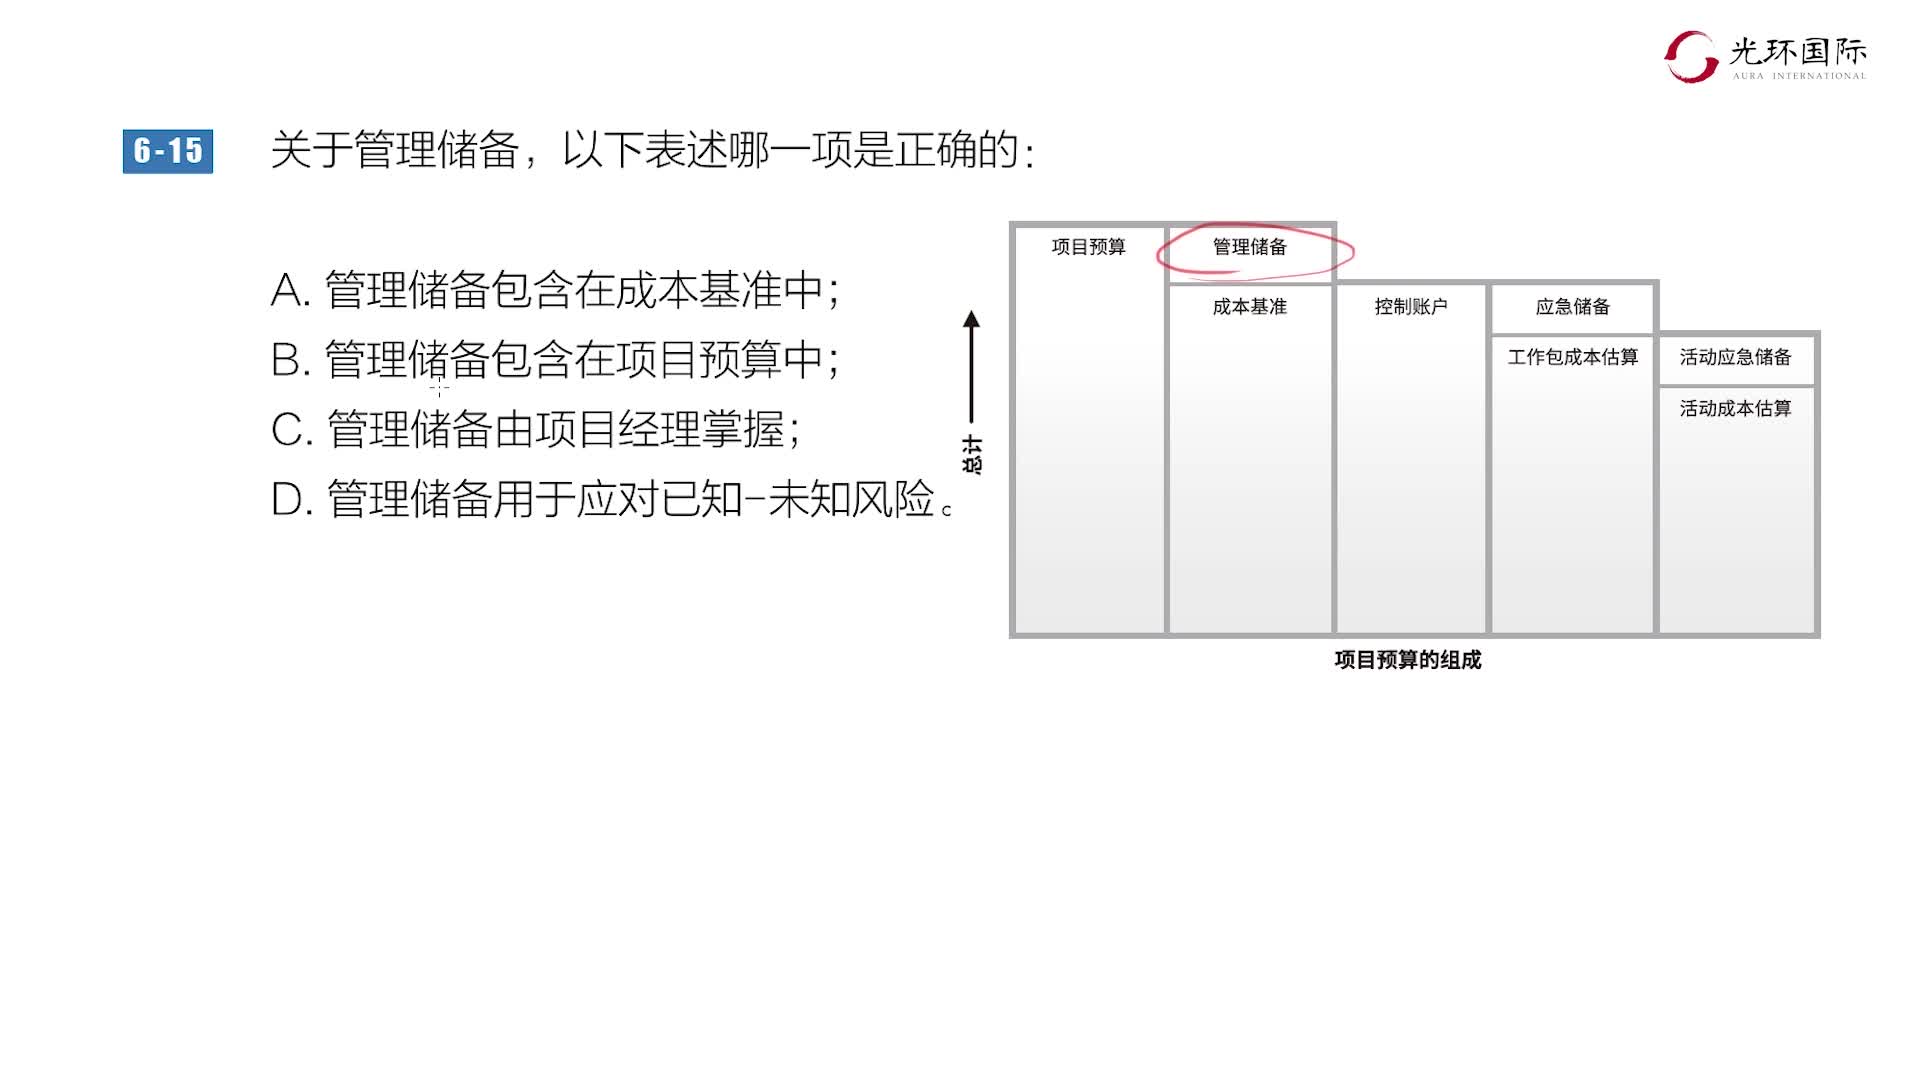 光环国际
AURA INTERNATIONAL
6-15
关于管理储备，以下表述哪一项是正确的：
A. 管理储备包含在成本基准中；
B. 管理储备包含在项目预算中；
C. 管理储备由项目经理掌握；
D. 管理储备用于应对已知-未知风险。
总计
项目预算
管理储备
成本基准
控制账户
应急储备
工作包成本估算
活动应急储备
活动成本估算
项目预算的组成